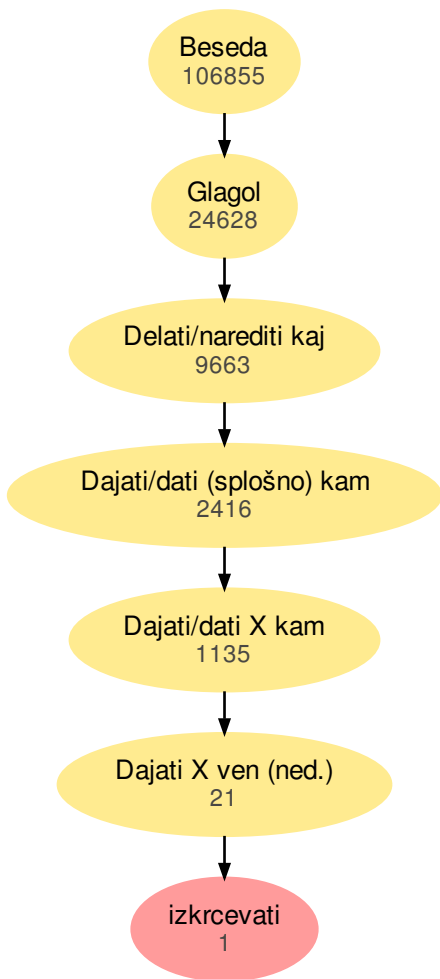 Beseda
106855
Glagol
24628
Delati/narediti kaj
9663
Dajati/dati (splošno) kam
2416
Dajati/dati X kam
1135
Dajati X ven (ned.)
21
izkrcevati
1